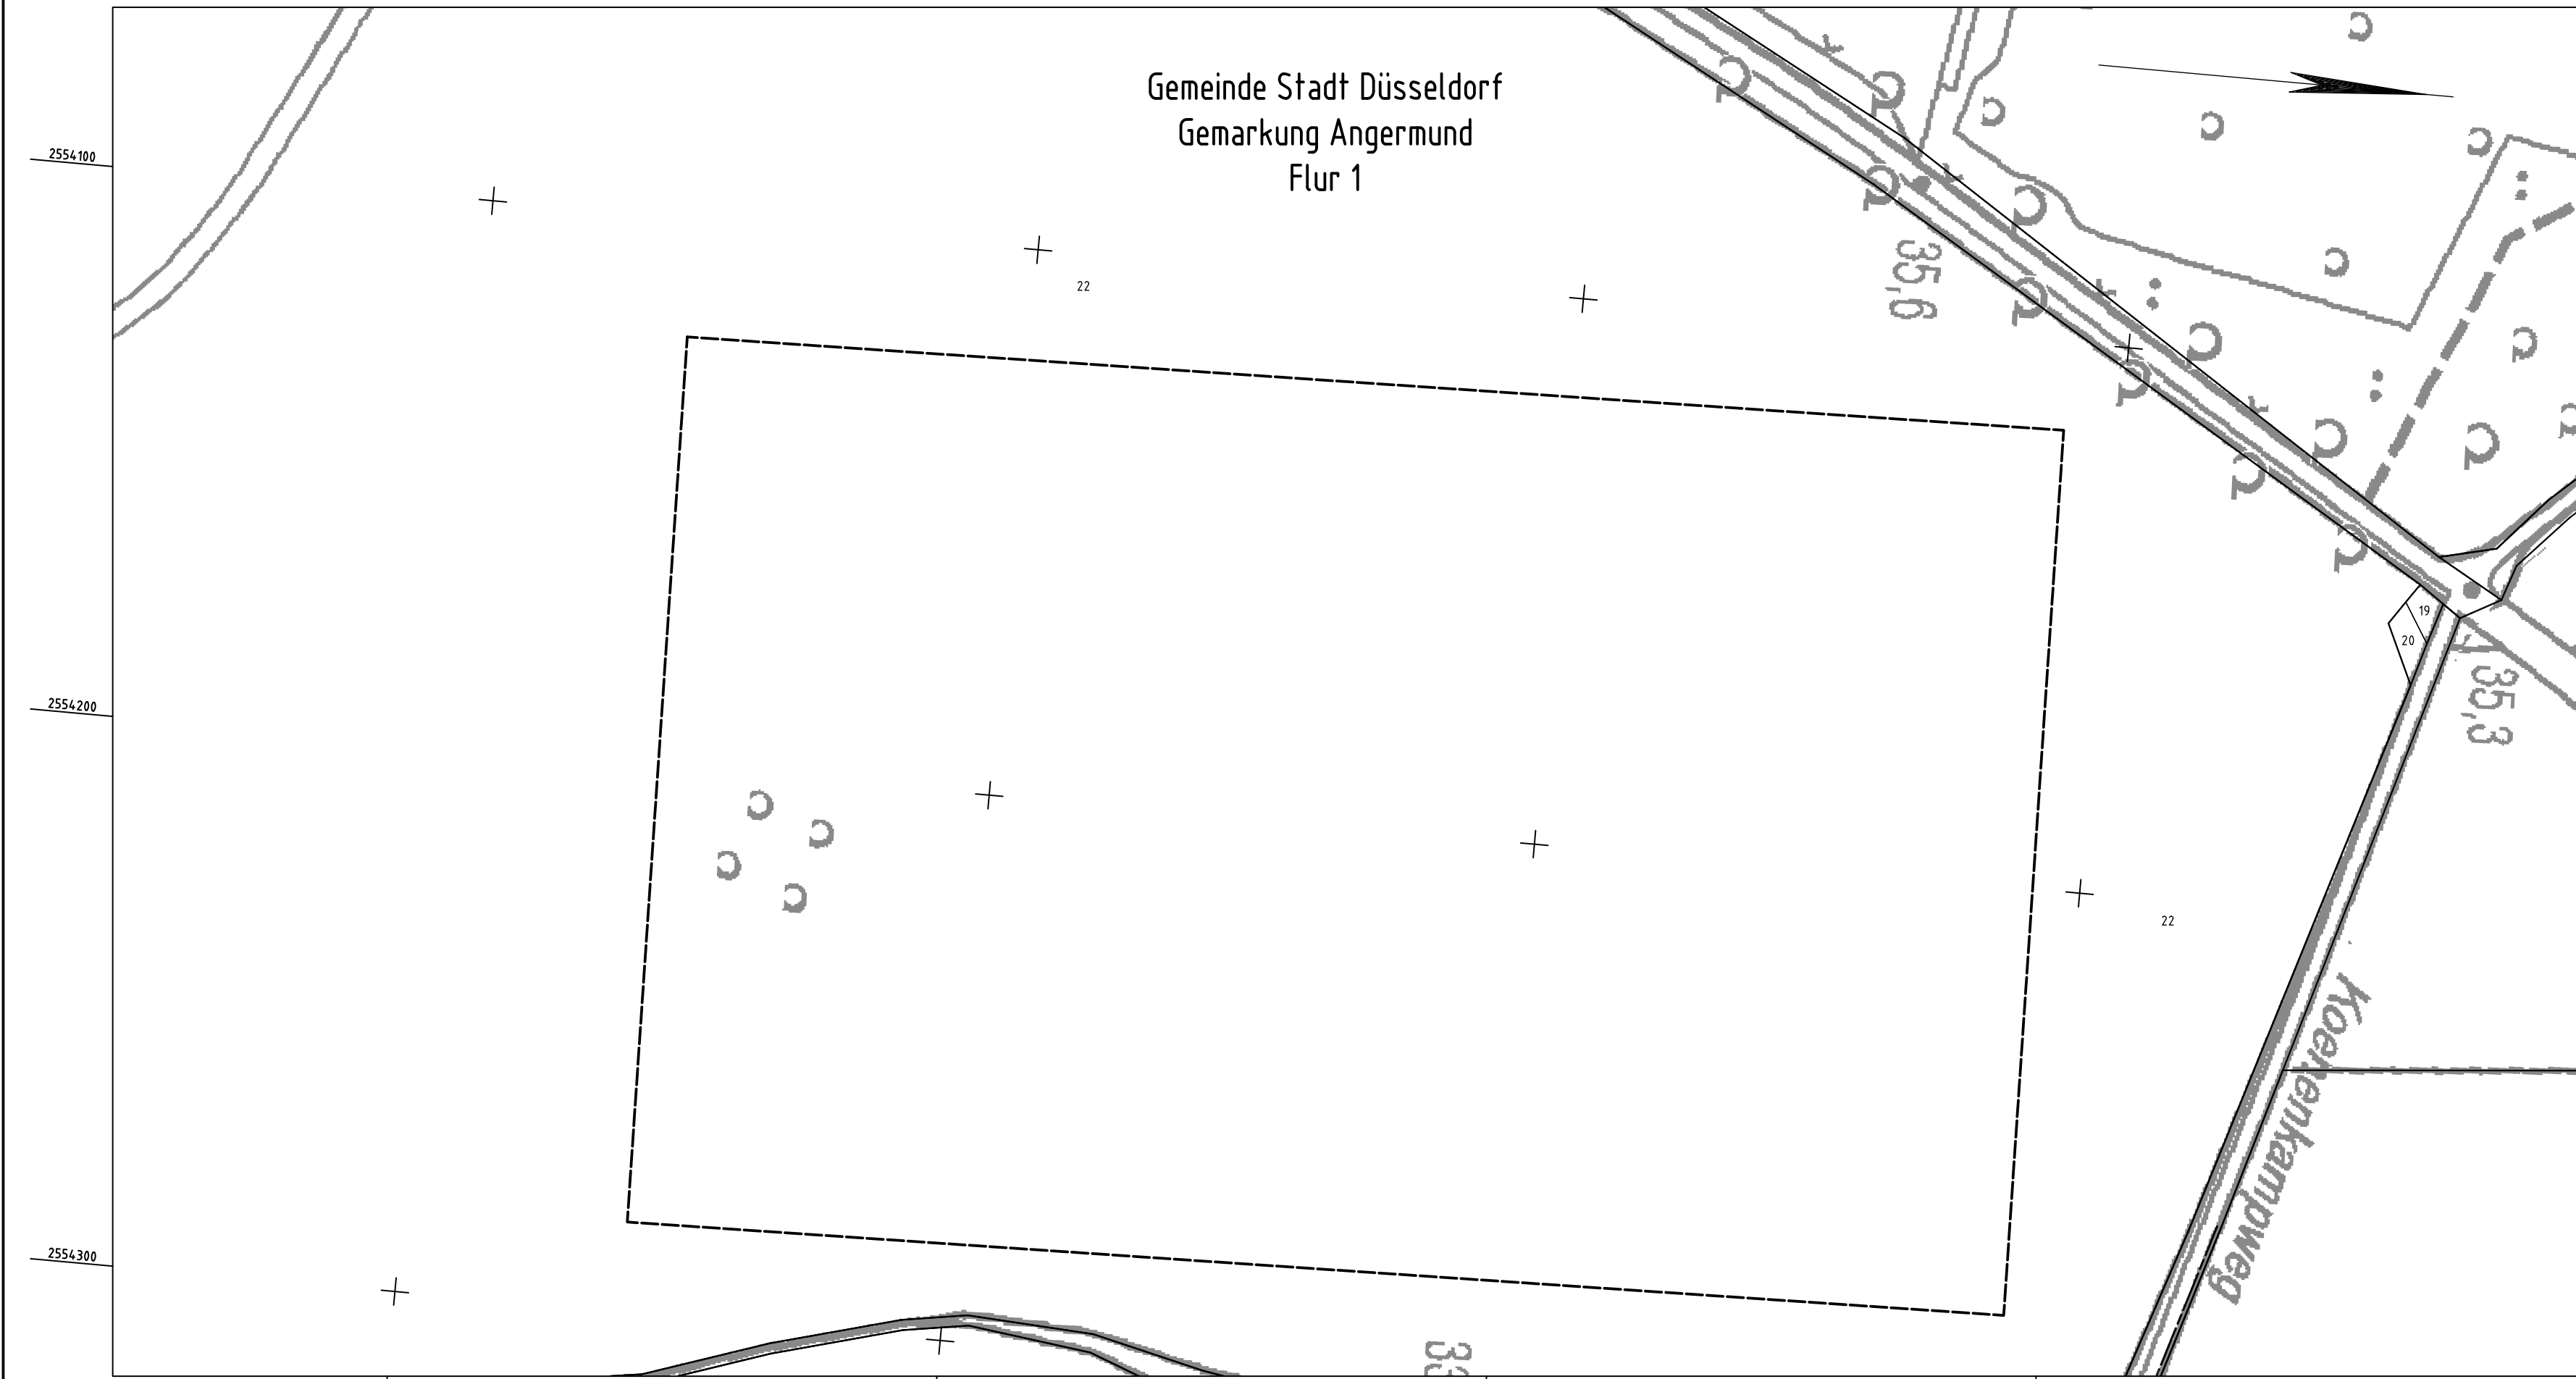 Gemeinde Stadt Düsseldorf
Gemarkung Angermund
Flur 1
2554100
22
35,6
19
20
35,3
2554200
22
Koenenkampweg
2554300